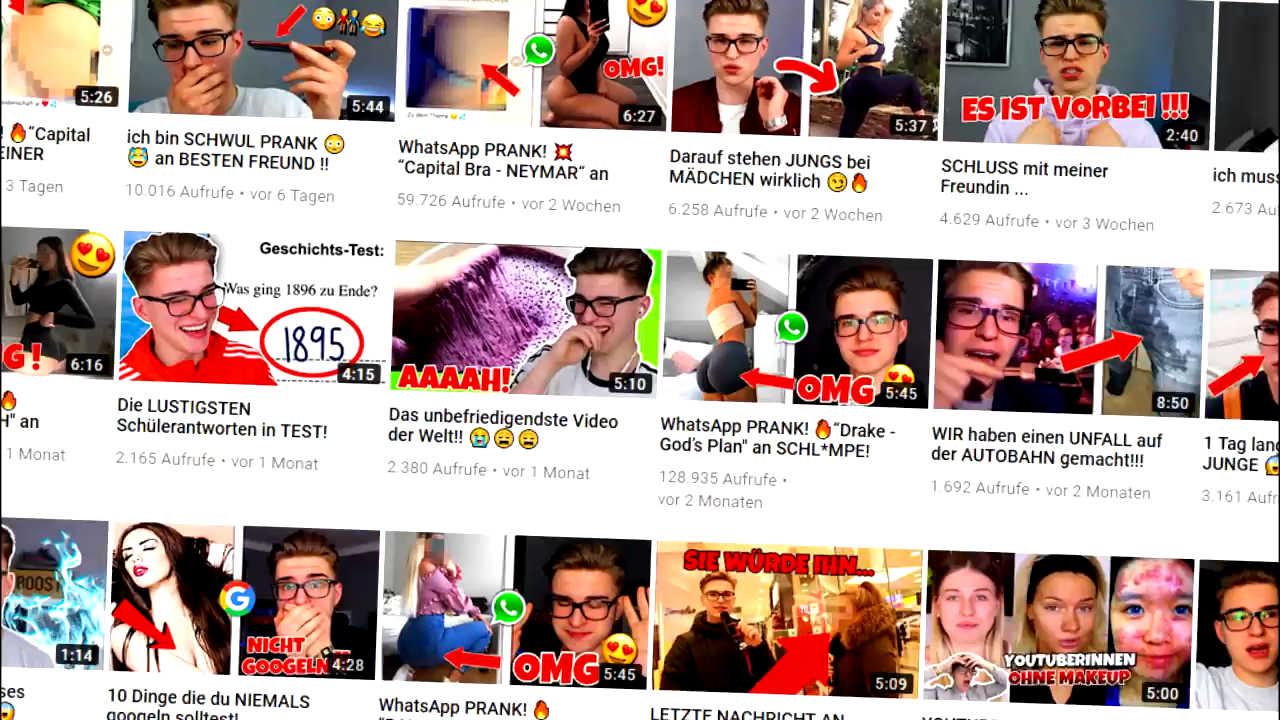 5:26
5:44
OMG!
6:27
5:37
ES IST VORBEI !!!
2:40
🔥“Capital
EINER
3 Tagen
ich bin SCHWUL PRANK 😳
😰 an BESTEN FREUND !!
10.016 Aufrufe • vor 6 Tagen
WhatsApp PRANK! 💥
“Capital Bra - NEYMAR“ an
59.726 Aufrufe • vor 2 Wochen
Darauf stehen JUNGS bei
MÄDCHEN wirklich 😏🔥
6.258 Aufrufe • vor 2 Wochen
SCHLUSS mit meiner
Freundin ...
4.629 Aufrufe • vor 3 Wochen
ich muss
2.673 Auf
G!
6:16
Geschichts-Test:
Was ging 1896 zu Ende?
1895
4:15
AAAAH!
5:10
OMG
5:45
8:50
🔥
H" an
1 Monat
Die LUSTIGSTEN
Schülerantworten in TEST!
2.165 Aufrufe • vor 1 Monat
Das unbefriedigendste Video
der Welt!! 😭😩😩
2.380 Aufrufe • vor 1 Monat
WhatsApp PRANK! 🔥“Drake -
God’s Plan" an SCHL*MPE!
128.935 Aufrufe •
vor 2 Monaten
WIR haben einen UNFALL auf
der AUTOBAHN gemacht!!!
1.692 Aufrufe • vor 2 Monaten
1 Tag lang
JUNGE 😱
3.161 Aufr
ROOST
1:14
G
NICHT
GOOGELN
4:28
OMG
5:45
SIE WÜRDE IHN...
5:09
YOUTUBERINNEN
OHNE MAKEUP
5:00
ses
10 Dinge die du NIEMALS
googeln solltest!
WhatsApp PRANK! 🔥
LETZTE NACHRICHT AN